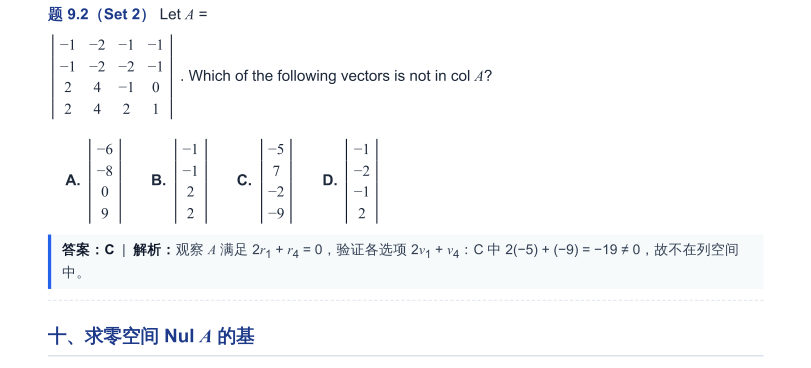 题 9.2（Set 2） Let A =
−1 −2 −1 −1
−1 −2 −2 −1
2 4 −1 0
2 4 2 1
. Which of the following vectors is not in col A?
A.
−6
−8
0
9
B.
−1
−1
2
2
C.
−5
7
−2
−9
D.
−1
−2
−1
2
答案：C | 解析：观察 A 满足 2r₁ + r₄ = 0，验证各选项 2v₁ + v₄：C 中 2(−5) + (−9) = −19 ≠ 0，故不在列空间
中。
十、求零空间 Nul A 的基